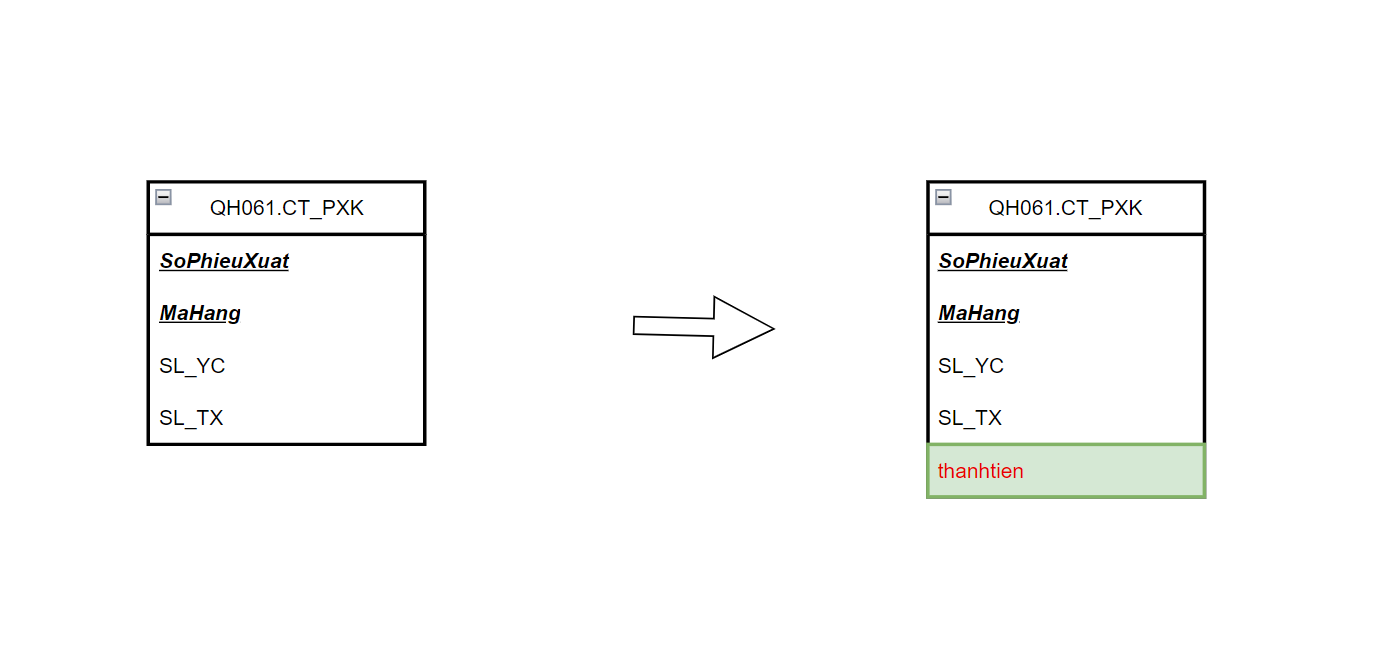 QH061.CT_PXK
SoPhieuXuat
MaHang
SL_YC
SL_TX
QH061.CT_PXK
SoPhieuXuat
MaHang
SL_YC
SL_TX
thanhtien